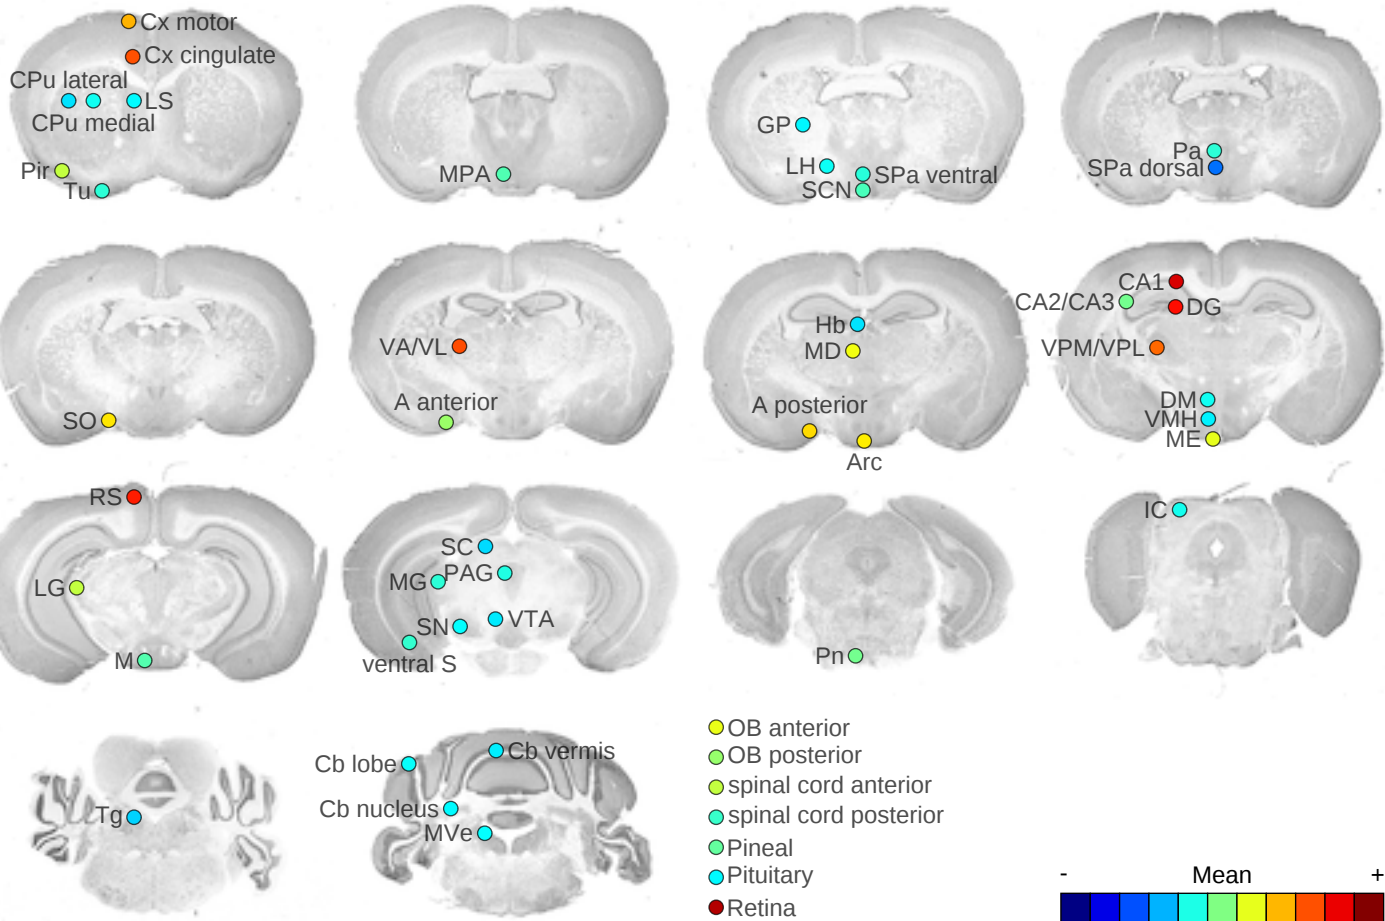 Cx motor
Cx cingulate
CPu lateral
LS
CPu medial
Pir
Tu
MPA
GP
LH
SPa ventral
SCN
Pa
SPa dorsal
SO
VA/VL
A anterior
Hb
MD
A posterior
Arc
CA1
CA2/CA3
DG
VPM/VPL
DM
VMH
ME
RS
LG
M
SC
PAG
MG
VTA
SN
ventral S
Pn
IC
Tg
Cb lobe
Cb vermis
Cb nucleus
MVe
OB anterior
OB posterior
spinal cord anterior
spinal cord posterior
Pineal
Pituitary
Retina
- Mean +